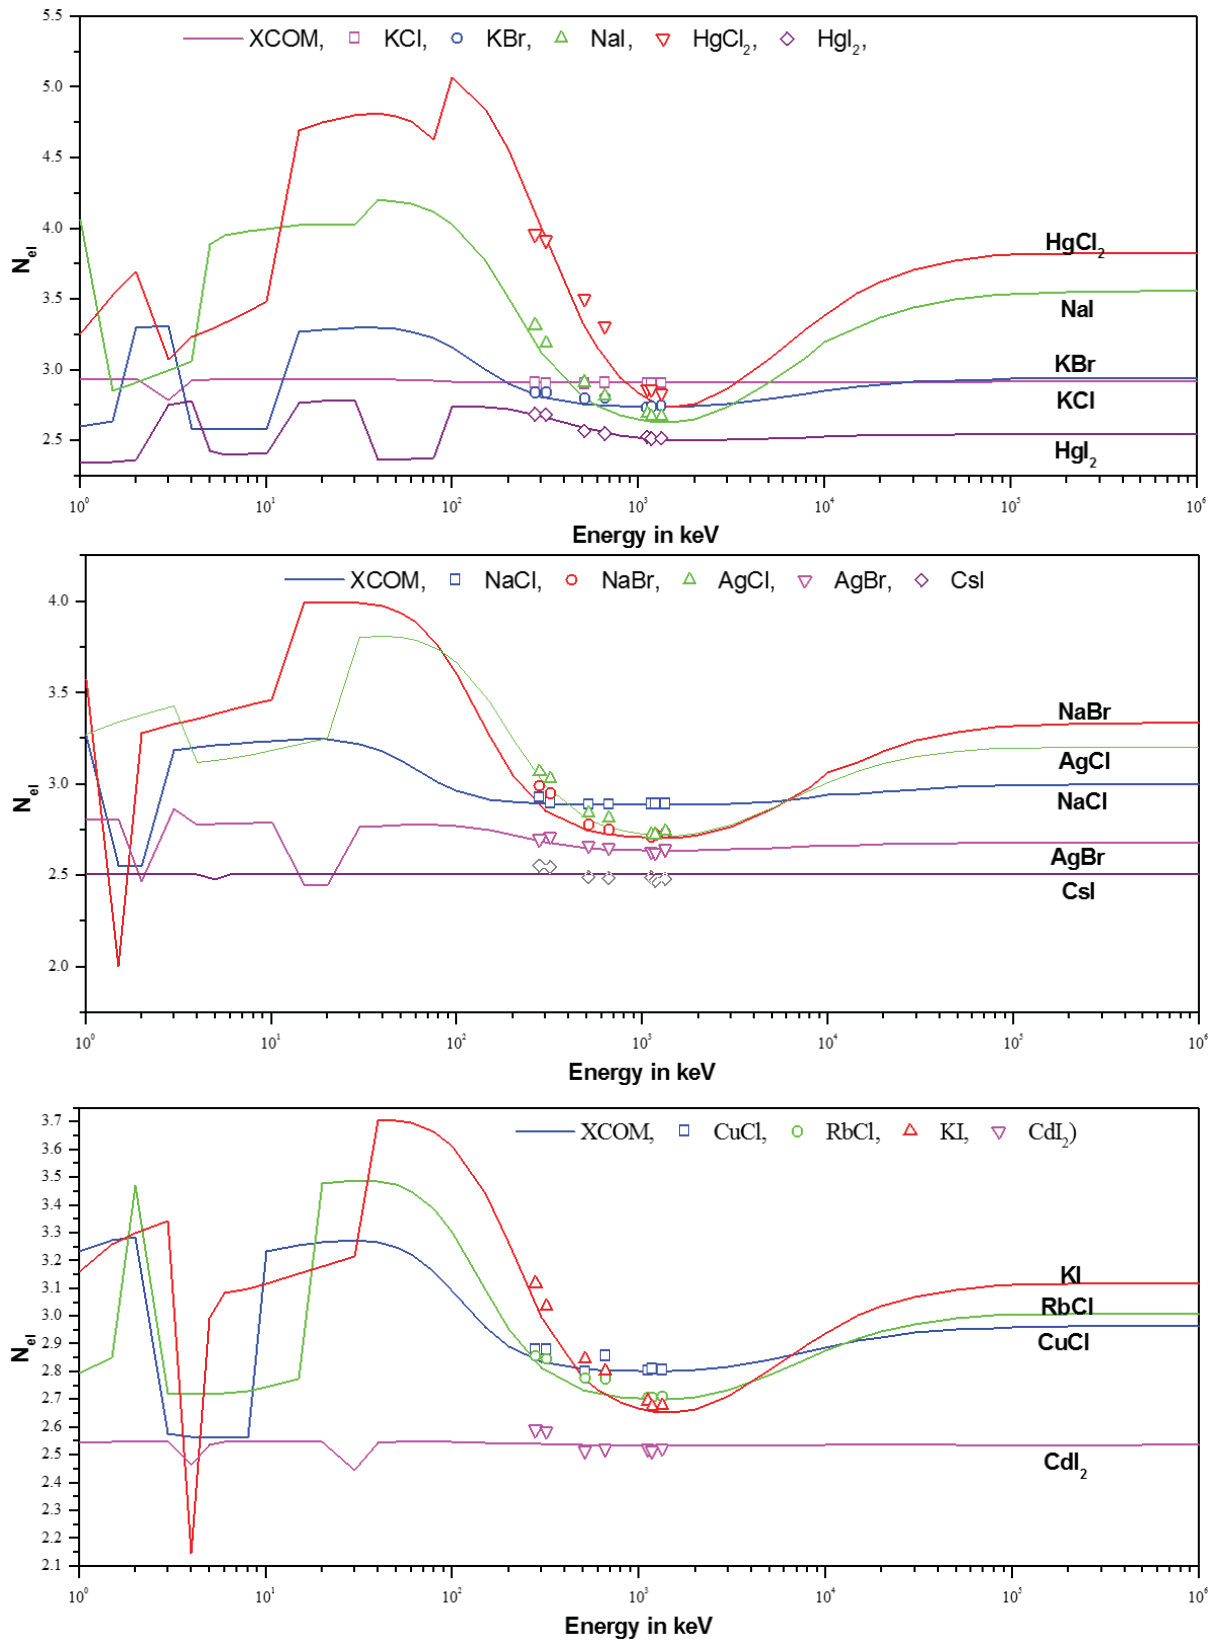 XCOM, KCl, KBr, NaI, HgCl2, HgI2,
5.5
5.0
4.5
4.0
3.5
3.0
2.5
Nel
HgCl2
NaI
KBr
KCl
HgI2
10^0 10^1 10^2 10^3 10^4 10^5 10^6
Energy in keV
XCOM, NaCl, NaBr, AgCl, AgBr, CsI
4.0
3.5
3.0
2.5
2.0
Nel
NaBr
AgCl
NaCl
AgBr
CsI
10^0 10^1 10^2 10^3 10^4 10^5 10^6
Energy in keV
XCOM, CuCl, RbCl, KI, CdI2)
3.7
3.6
3.5
3.4
3.3
3.2
3.1
3.0
2.9
2.8
2.7
2.6
2.5
2.4
2.3
2.2
2.1
Nel
KI
RbCl
CuCl
CdI2
10^0 10^1 10^2 10^3 10^4 10^5 10^6
Energy in keV